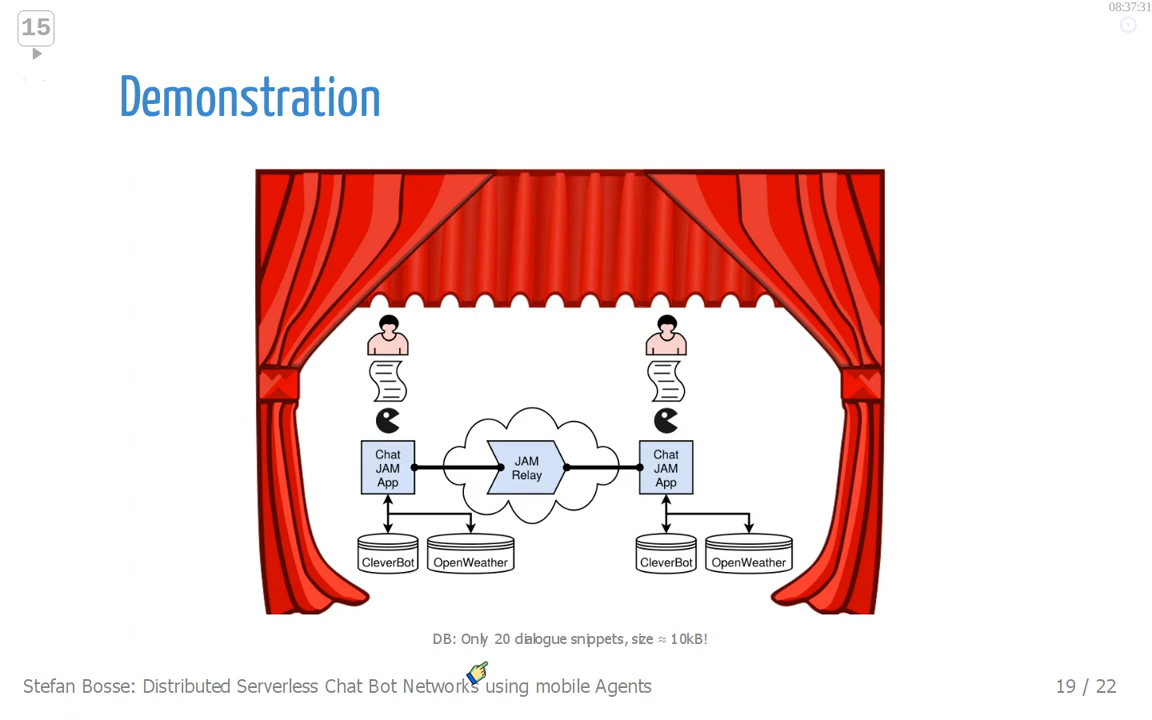 15
08:37:31
+ -
Demonstration
Chat
JAM
App
JAM
Relay
Chat
JAM
App
CleverBot
OpenWeather
CleverBot
OpenWeather
DB: Only 20 dialogue snippets, size ≈ 10kB!
Stefan Bosse: Distributed Serverless Chat Bot Networks using mobile Agents
19 / 22